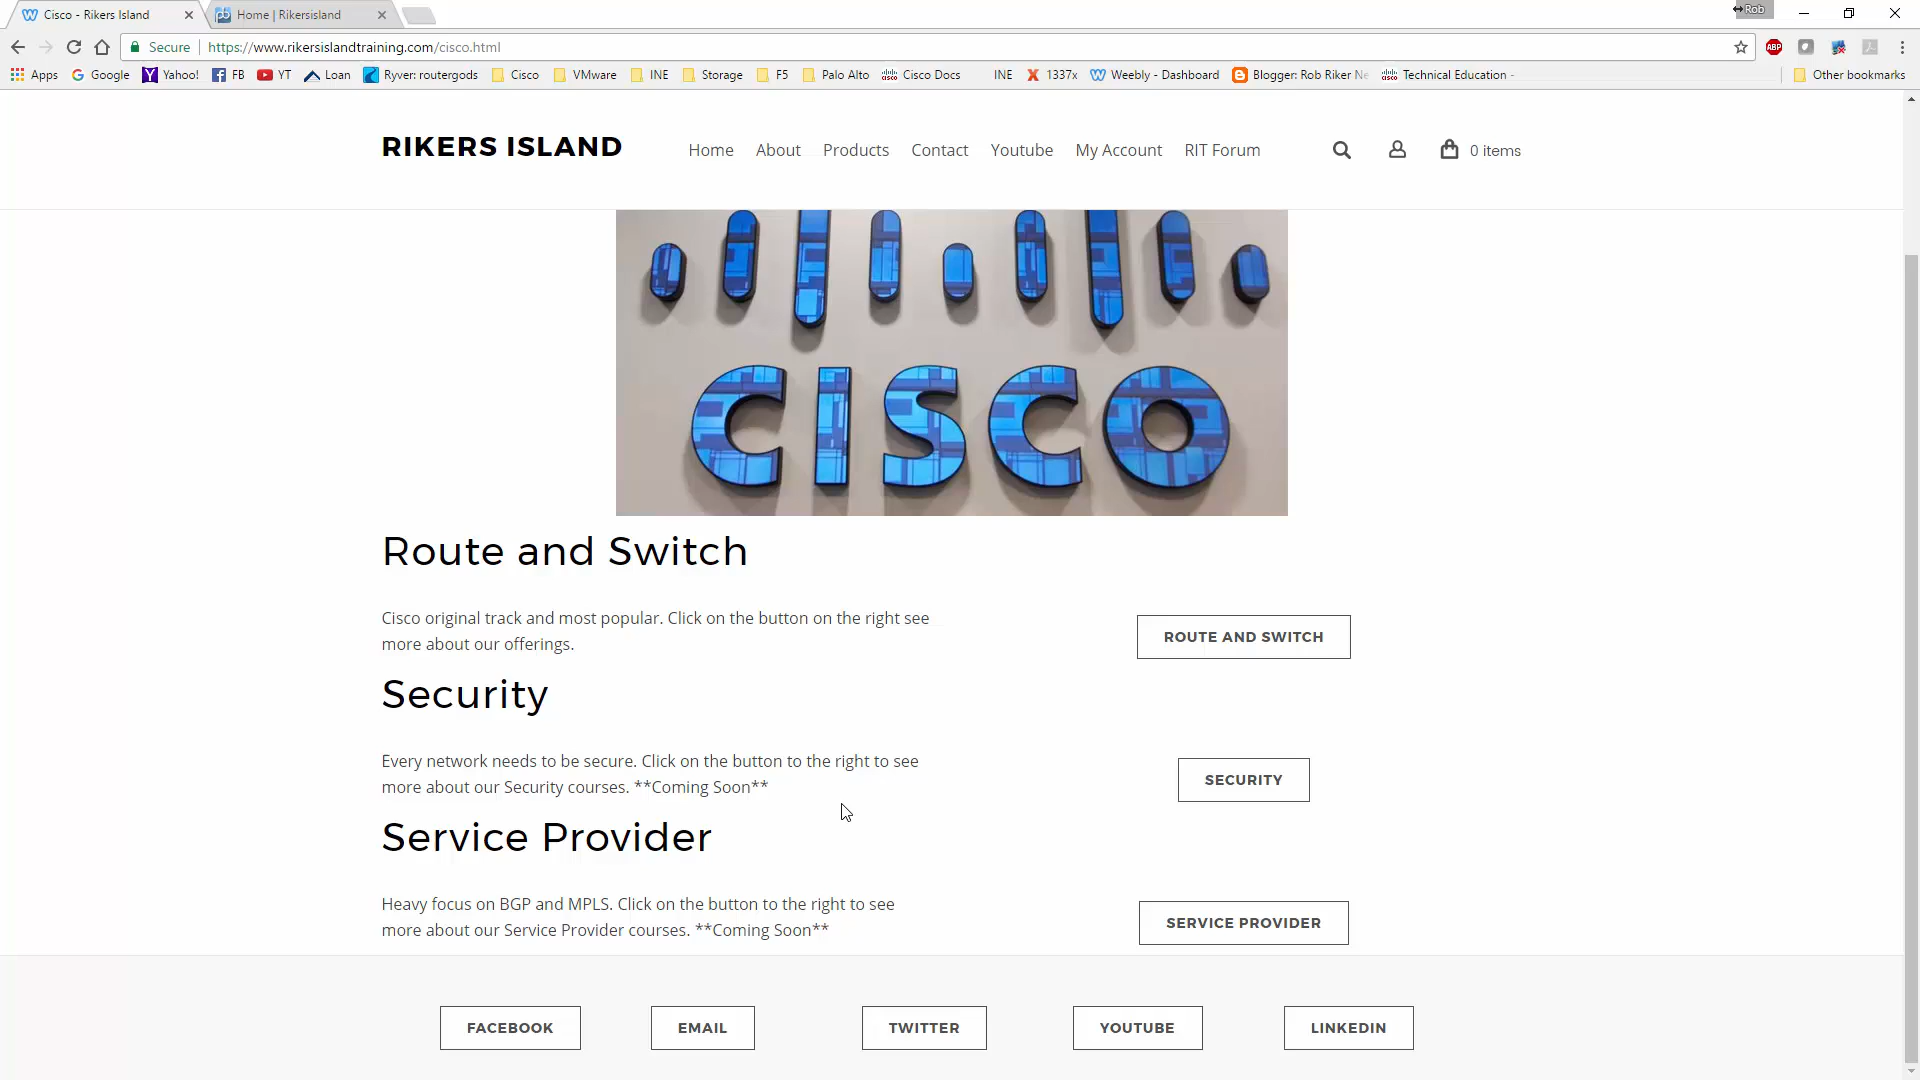 Cisco - Rikers Island
Home | Rikersisland
Rob
Secure https://www.rikersislandtraining.com/cisco.html
ABP
Apps Google Yahoo! FB YT Loan Ryver: routergods Cisco VMware INE Storage F5 Palo Alto Cisco Docs INE 1337x Weebly - Dashboard Blogger: Rob Riker Ne Technical Education - Other bookmarks
RIKERS ISLAND
Home About Products Contact Youtube My Account RIT Forum 0 items
CISCO
Route and Switch
Cisco original track and most popular. Click on the button on the right see
more about our offerings.
ROUTE AND SWITCH
Security
Every network needs to be secure. Click on the button to the right to see
more about our Security courses. **Coming Soon**
SECURITY
Service Provider
Heavy focus on BGP and MPLS. Click on the button to the right to see
more about our Service Provider courses. **Coming Soon**
SERVICE PROVIDER
FACEBOOK EMAIL TWITTER YOUTUBE LINKEDIN